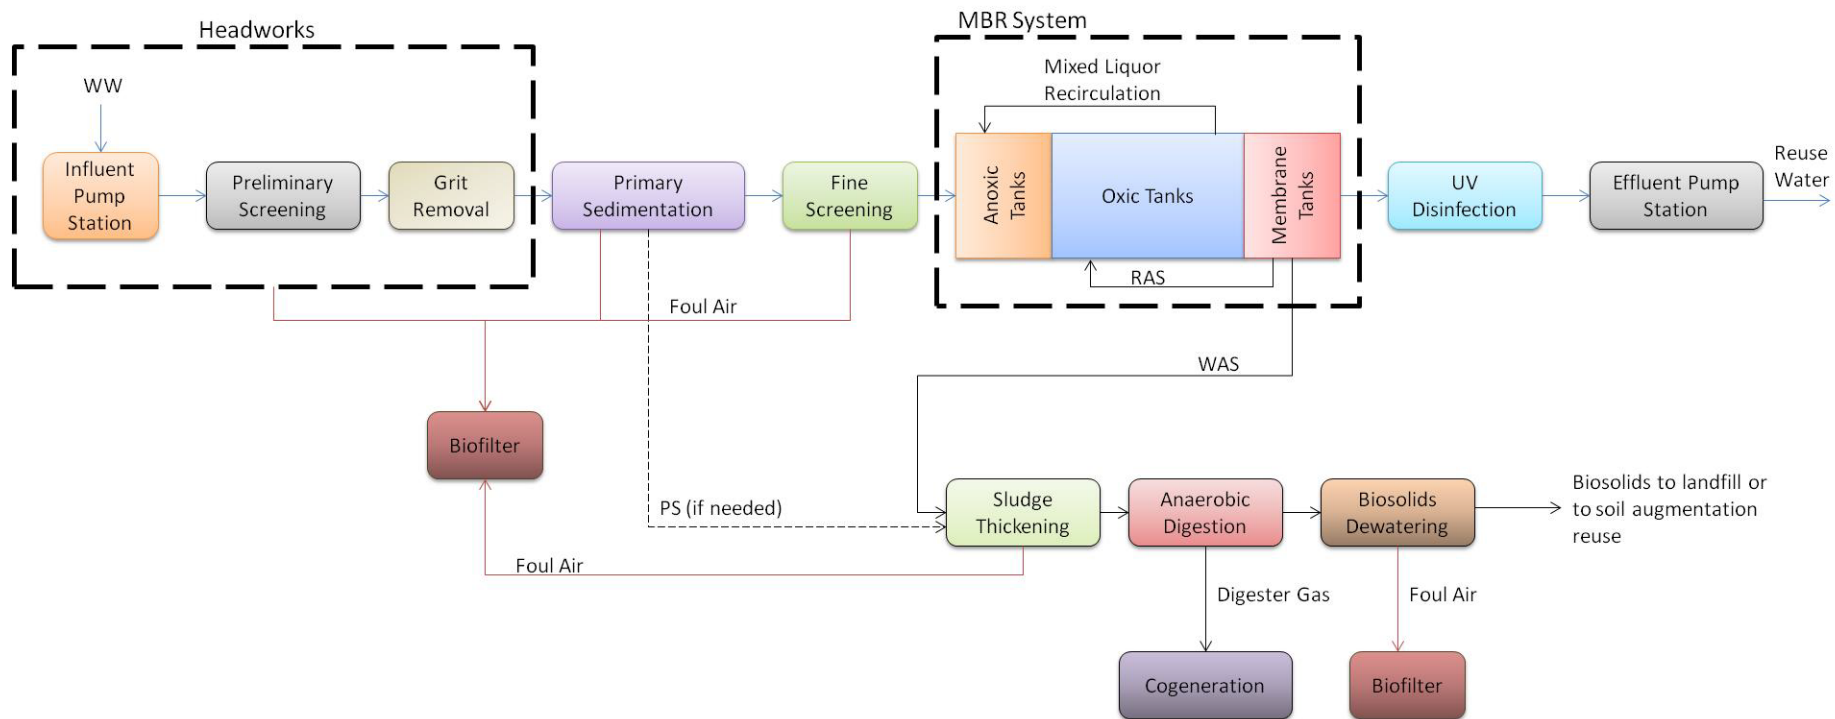 Headworks
MBR System
WW
Mixed Liquor
Recirculation
Influent
Pump
Station
Preliminary
Screening
Grit
Removal
Primary
Sedimentation
Fine
Screening
Anoxic
Tanks
Oxic Tanks
Membrane
Tanks
UV
Disinfection
Effluent Pump
Station
Reuse
Water
RAS
Foul Air
WAS
Biofilter
PS (if needed)
Sludge
Thickening
Anaerobic
Digestion
Biosolids
Dewatering
Biosolids to landfill or
to soil augmentation
reuse
Foul Air
Digester Gas
Foul Air
Cogeneration
Biofilter